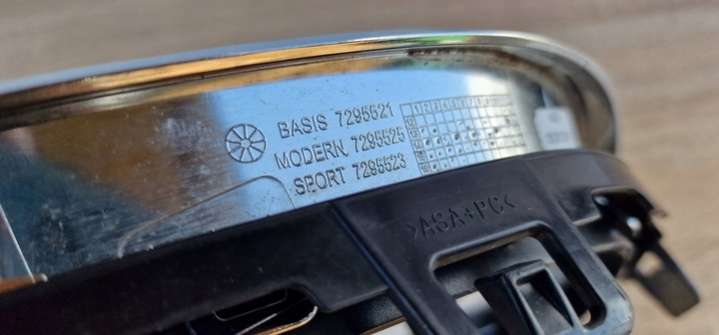 BASIS 7295521
MODERN 7295525
SPORT 7295523
>ASA+PC<